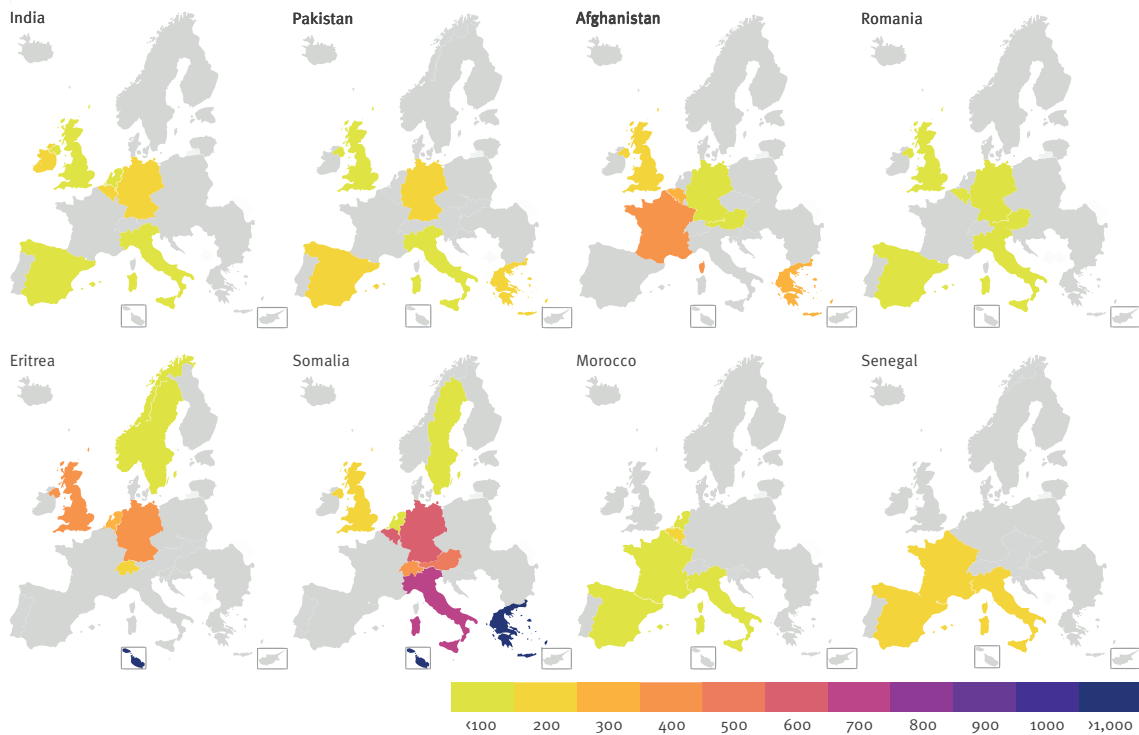 India Pakistan Afghanistan Romania
Eritrea Somalia Morocco Senegal
‹100 200 300 400 500 600 700 800 900 1000 ›1,000